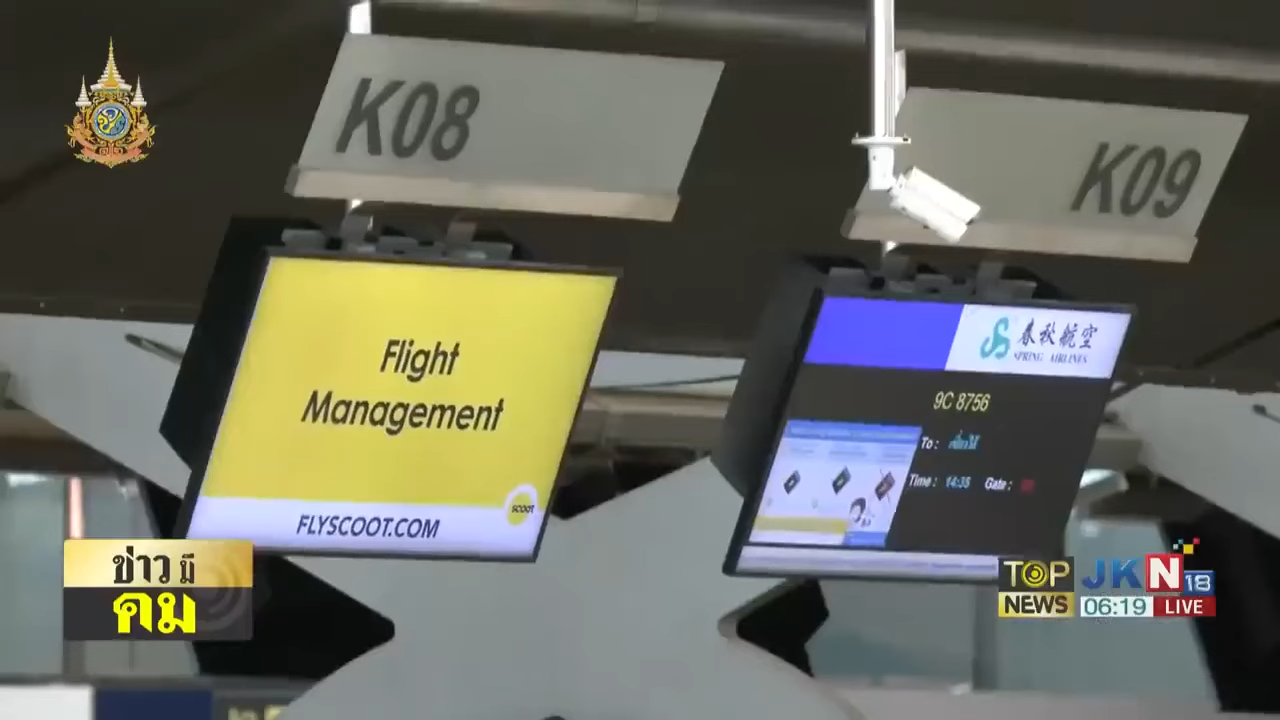 K08
K09
Flight
Management
FLYSCOOT.COM
scoot
春秋航空
SPRING AIRLINES
9C 8756
To :
Time : 14:35 Gate :
ข่าวมี
คม
TOP
NEWS
JKN18
06:19 LIVE